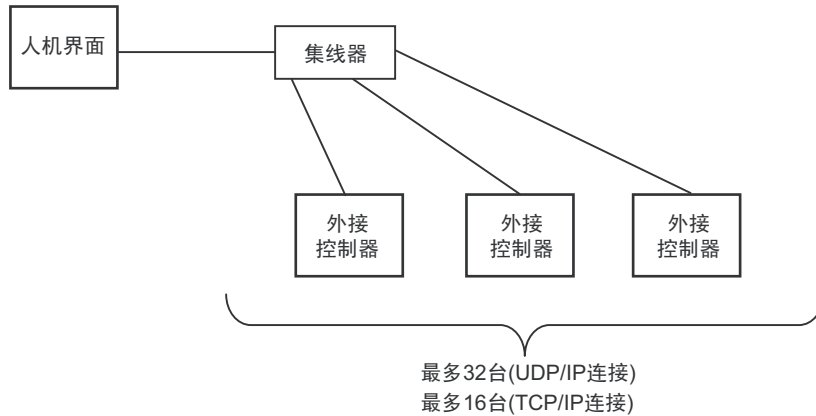 人机界面
集线器
外接
控制器
外接
控制器
外接
控制器
最多32台(UDP/IP连接)
最多16台(TCP/IP连接)